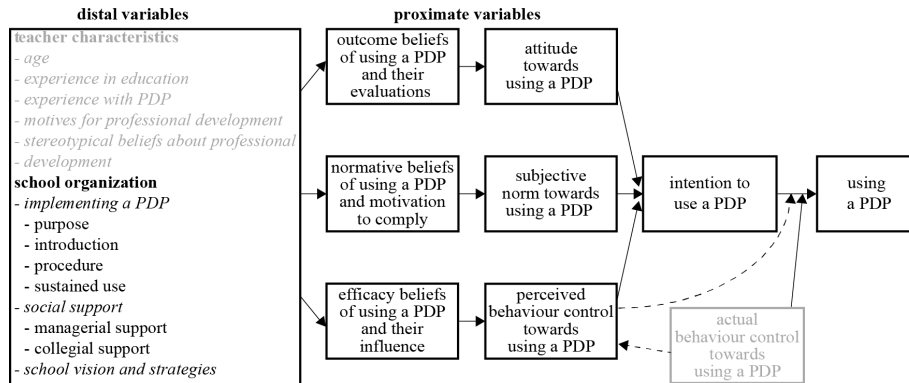 distal variables
proximate variables
teacher characteristics
- age
- experience in education
- experience with PDP
- motives for professional development
- stereotypical beliefs about professional
- development
school organization
- implementing a PDP
- purpose
- introduction
- procedure
- sustained use
- social support
- managerial support
- collegial support
- school vision and strategies
outcome beliefs
of using a PDP
and their
evaluations
attitude
towards
using a PDP
normative beliefs
of using a PDP
and motivation
to comply
subjective
norm towards
using a PDP
intention to
use a PDP
using
a PDP
efficacy beliefs
of using a PDP
and their
influence
perceived
behaviour control
towards
using a PDP
actual
behaviour control
towards
using a PDP